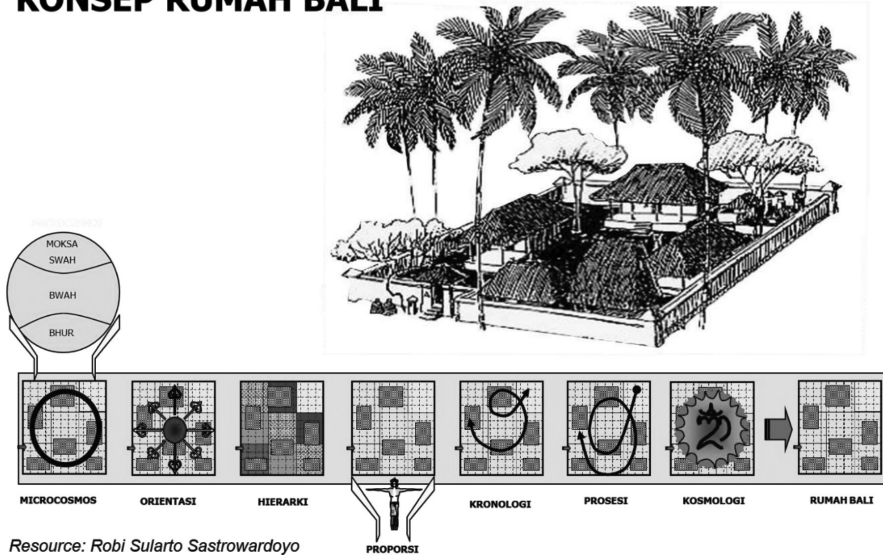 KONSEP RUMAH BALI
MOKSA
SWAH
BWAH
BHUR
MICROCOSMOS
ORIENTASI
HIERARKI
PROPORSI
KRONOLOGI
PROSESI
KOSMOLOGI
RUMAH BALI
Resource: Robi Sularto Sastrowardoyo